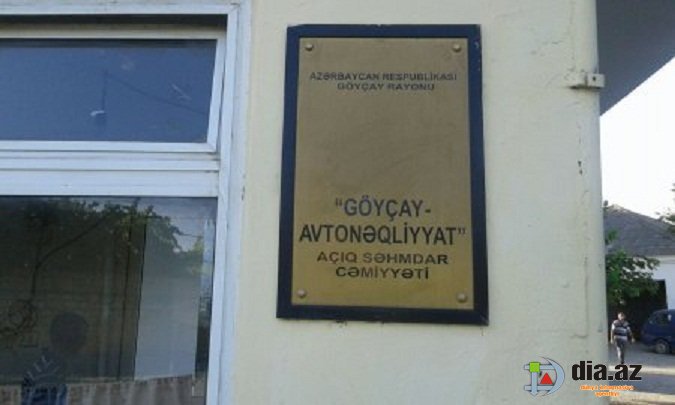 AZƏRBAYCAN RESPUBLİKASI
GÖYÇAY RAYONU
"GÖYÇAY-
AVTONƏQLİYYAT"
AÇIQ SƏHMDAR
CƏMİYYƏTİ
dia.az